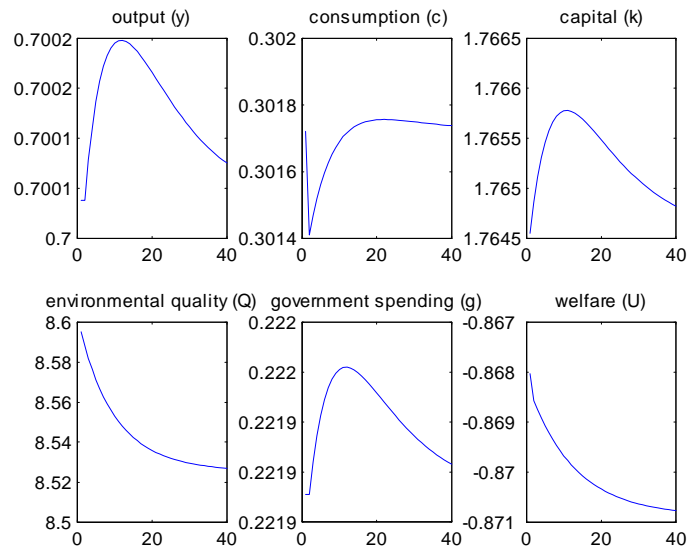 output (y)
0.7002
0.7002
0.7001
0.7001
0.7
0 20 40
consumption (c)
0.302
0.3018
0.3016
0.3014
0 20 40
capital (k)
1.7665
1.766
1.7655
1.765
1.7645
0 20 40
environmental quality (Q)
8.6
8.58
8.56
8.54
8.52
8.5
0 20 40
government spending (g)
0.222
0.222
0.2219
0.2219
0.2219
0 20 40
welfare (U)
-0.867
-0.868
-0.869
-0.87
-0.871
0 20 40